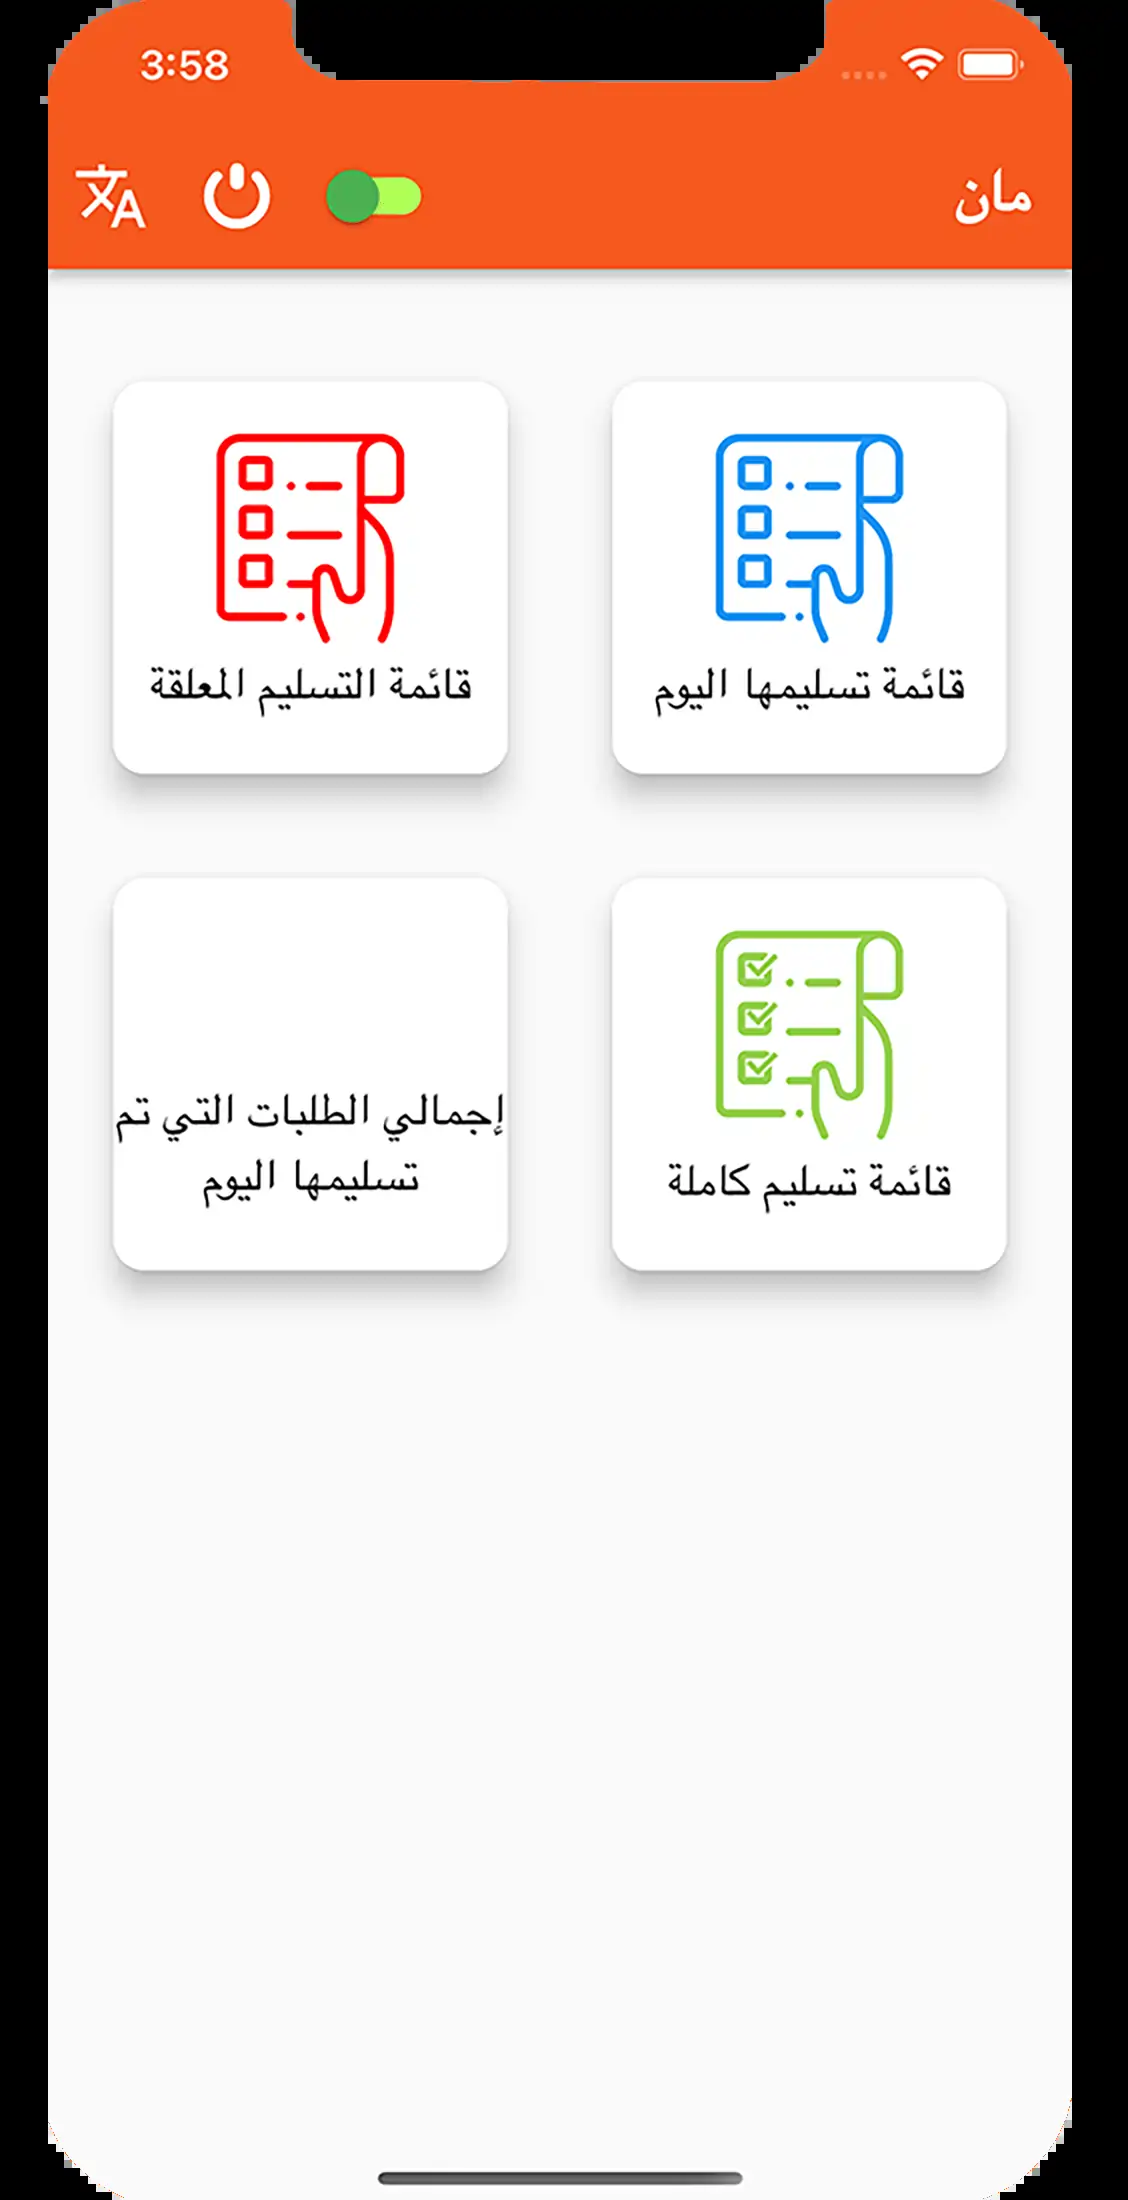 3:58
مان
قائمة تسليمها اليوم
قائمة التسليم المعلقة
قائمة تسليم كاملة
إجمالي الطلبات التي تم
تسليمها اليوم